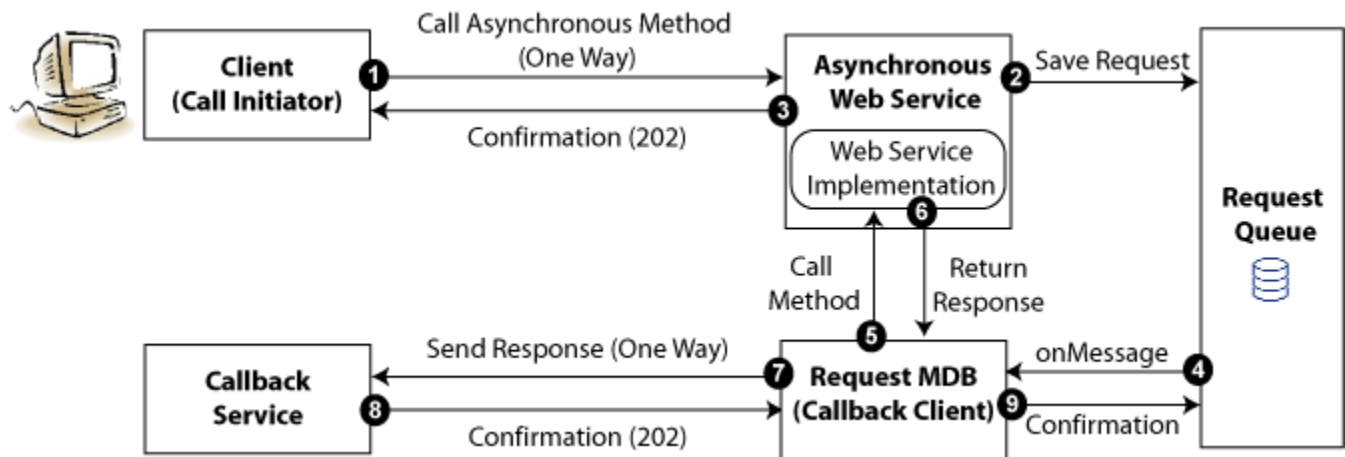 Client
(Call Initiator)
1
Call Asynchronous Method
(One Way)
3
Confirmation (202)
Asynchronous
Web Service
2
Save Request
Web Service
Implementation
6
Request
Queue
Call
Method
Return
Response
5
Callback
Service
Send Response (One Way)
7
8
Confirmation (202)
Request MDB
(Callback Client)
onMessage
4
9
Confirmation